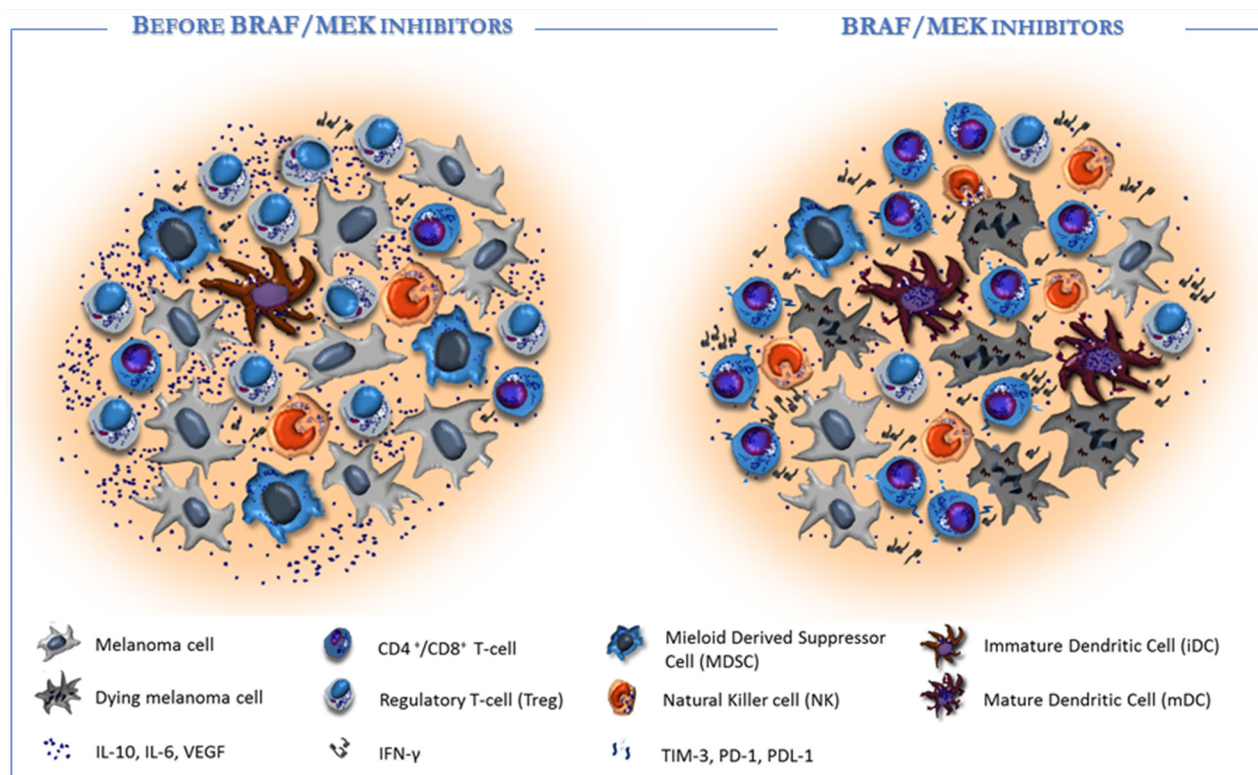 BEFORE BRAF/MEK INHIBITORS
BRAF/MEK INHIBITORS
Melanoma cell
CD4⁺/CD8⁺ T-cell
Mieloid Derived Suppressor
Cell (MDSC)
Immature Dendritic Cell (iDC)
Dying melanoma cell
Regulatory T-cell (Treg)
Natural Killer cell (NK)
Mature Dendritic Cell (mDC)
IL-10, IL-6, VEGF
IFN-γ
TIM-3, PD-1, PDL-1